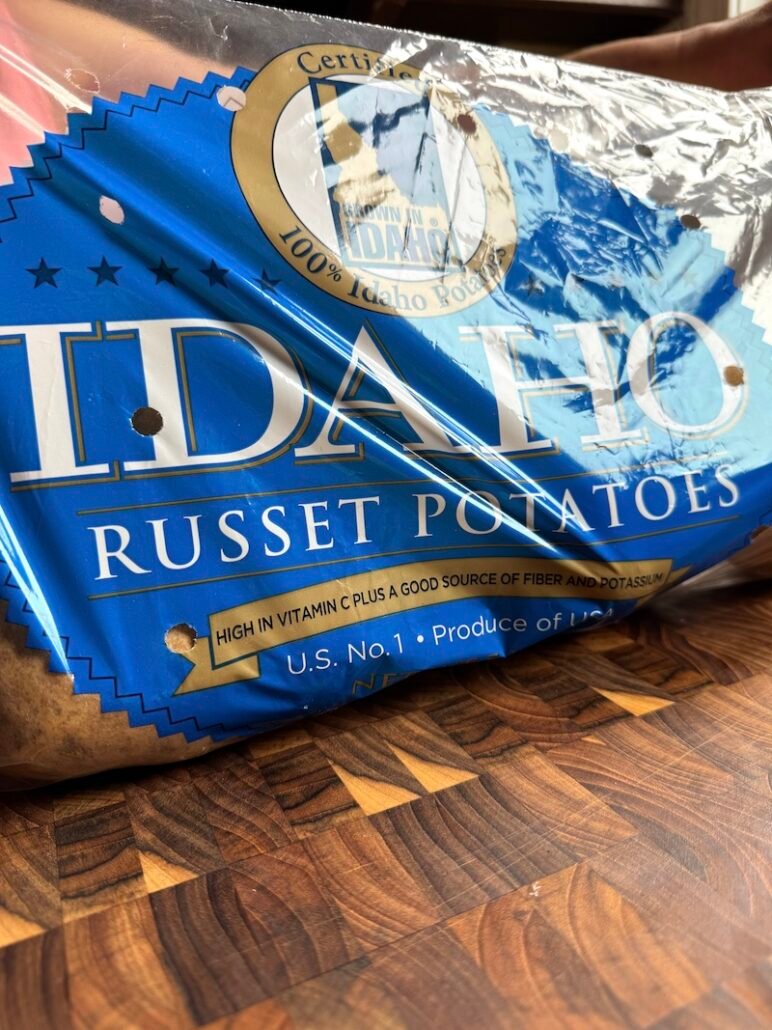 Certified
GROWN IN
IDAHO
100% Idaho Potatoes
IDAHO
RUSSET POTATOES
HIGH IN VITAMIN C PLUS A GOOD SOURCE OF FIBER AND POTASSIUM
U.S. No. 1 • Produce of USA